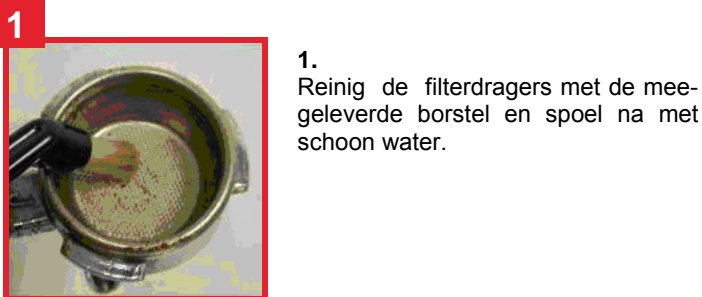 1
1.
Reinig de filterdragers met de mee-
geleverde borstel en spoel na met
schoon water.